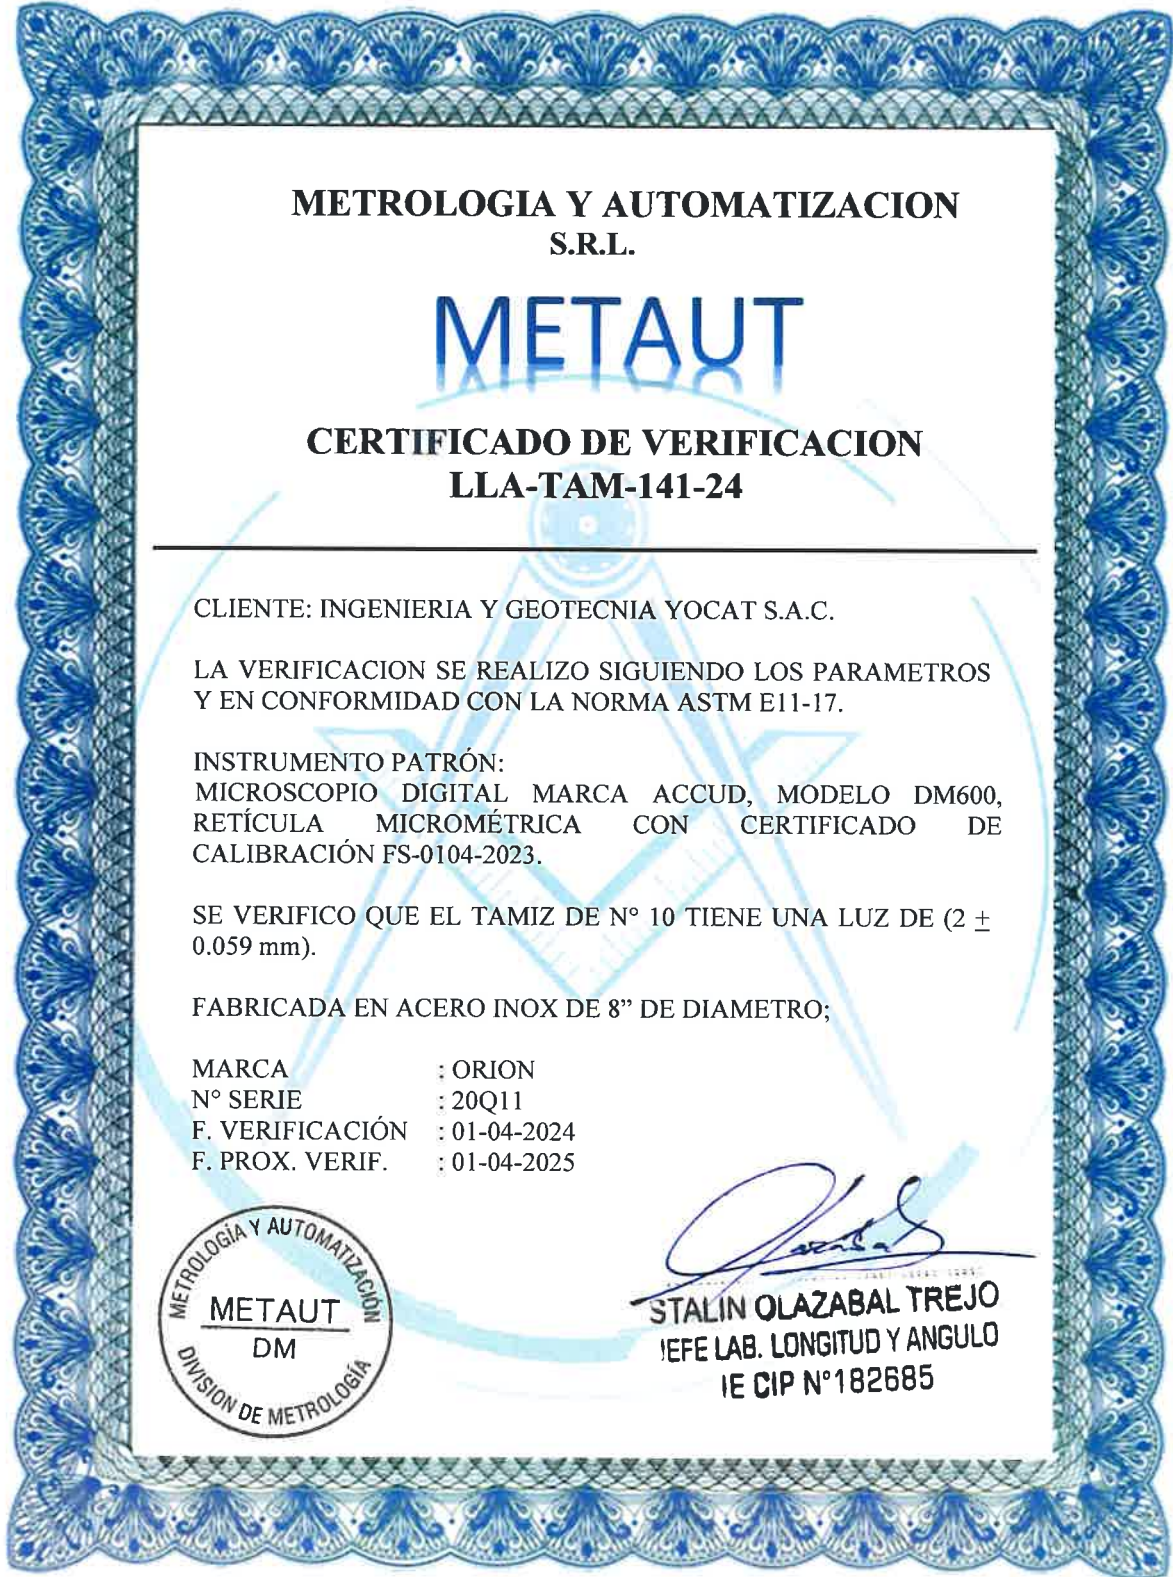 METROLOGIA Y AUTOMATIZACION
S.R.L.
METAUT
CERTIFICADO DE VERIFICACION
LLA-TAM-141-24
CLIENTE: INGENIERIA Y GEOTECNIA YOCAT S.A.C.
LA VERIFICACION SE REALIZO SIGUIENDO LOS PARAMETROS
Y EN CONFORMIDAD CON LA NORMA ASTM E11-17.
INSTRUMENTO PATRÓN:
MICROSCOPIO DIGITAL MARCA ACCUD, MODELO DM600,
RETÍCULA MICROMÉTRICA CON CERTIFICADO DE
CALIBRACIÓN FS-0104-2023.
SE VERIFICO QUE EL TAMIZ DE N° 10 TIENE UNA LUZ DE (2 ±
0.059 mm).
FABRICADA EN ACERO INOX DE 8” DE DIAMETRO;
MARCA : ORION
N° SERIE : 20Q11
F. VERIFICACIÓN : 01-04-2024
F. PROX. VERIF. : 01-04-2025
METROLOGÍA Y AUTOMATIZACIÓN
METAUT
DM
DIVISION DE METROLOGÍA
STALIN OLAZABAL TREJO
JEFE LAB. LONGITUD Y ANGULO
IE CIP N°182685